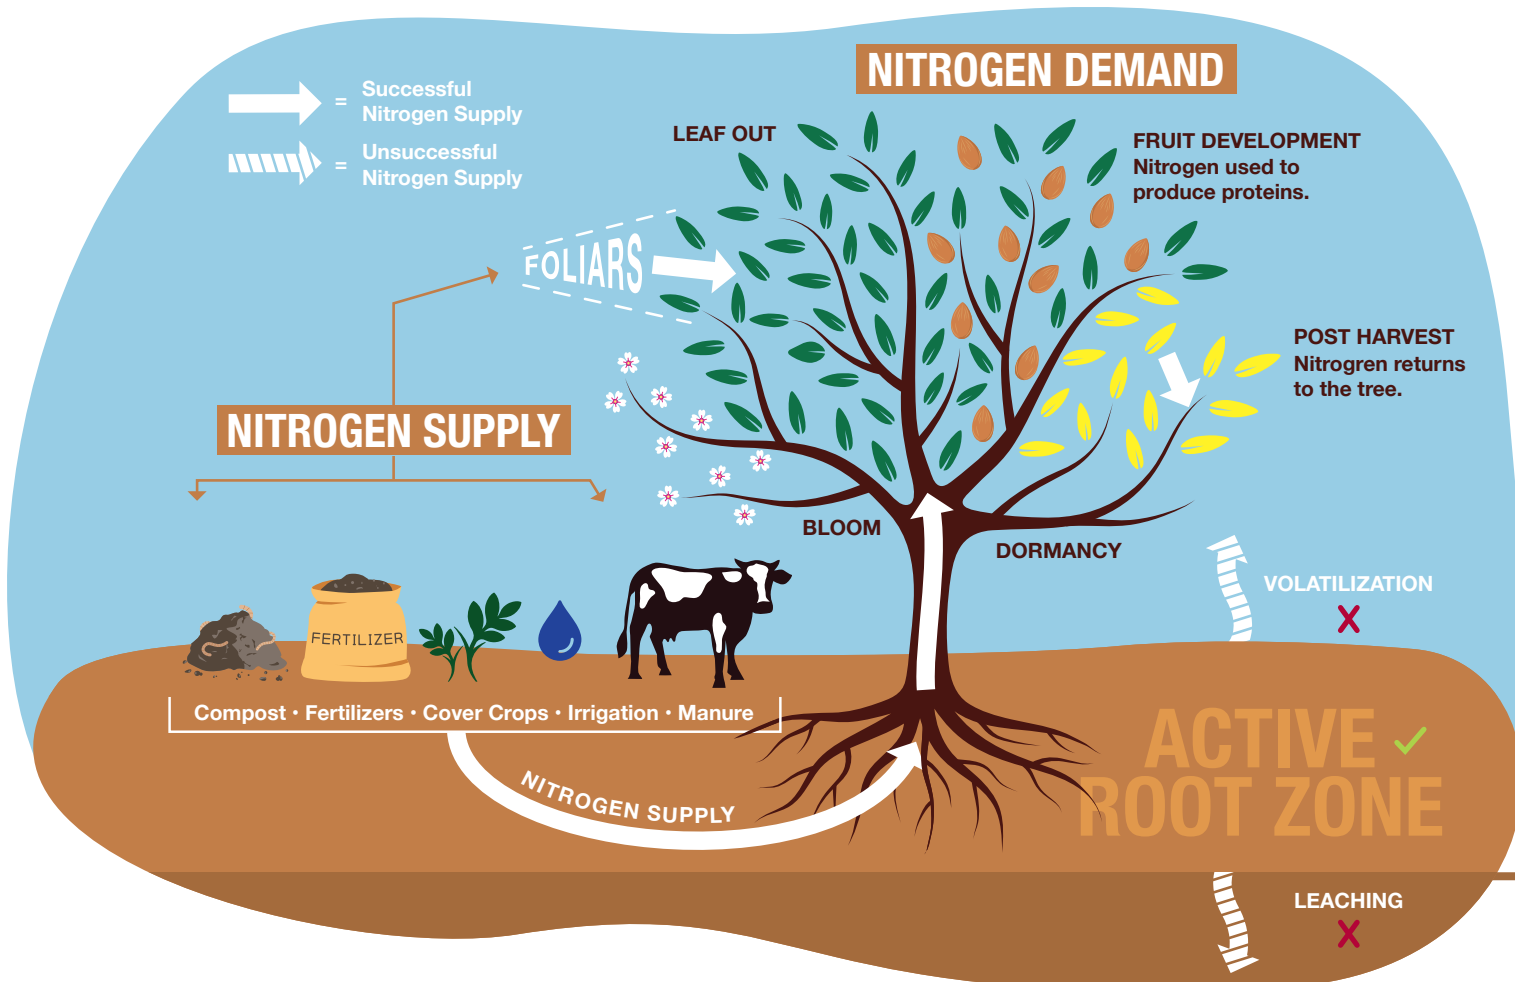 NITROGEN DEMAND
=
Successful
Nitrogen Supply
=
Unsuccessful
Nitrogen Supply
LEAF OUT
FRUIT DEVELOPMENT
Nitrogen used to
produce proteins.
FOLIARS
POST HARVEST
Nitrogren returns
to the tree.
NITROGEN SUPPLY
BLOOM
DORMANCY
VOLATILIZATION
X
FERTILIZER
Compost · Fertilizers · Cover Crops · Irrigation · Manure
NITROGEN SUPPLY
ACTIVE
ROOT ZONE
LEACHING
X